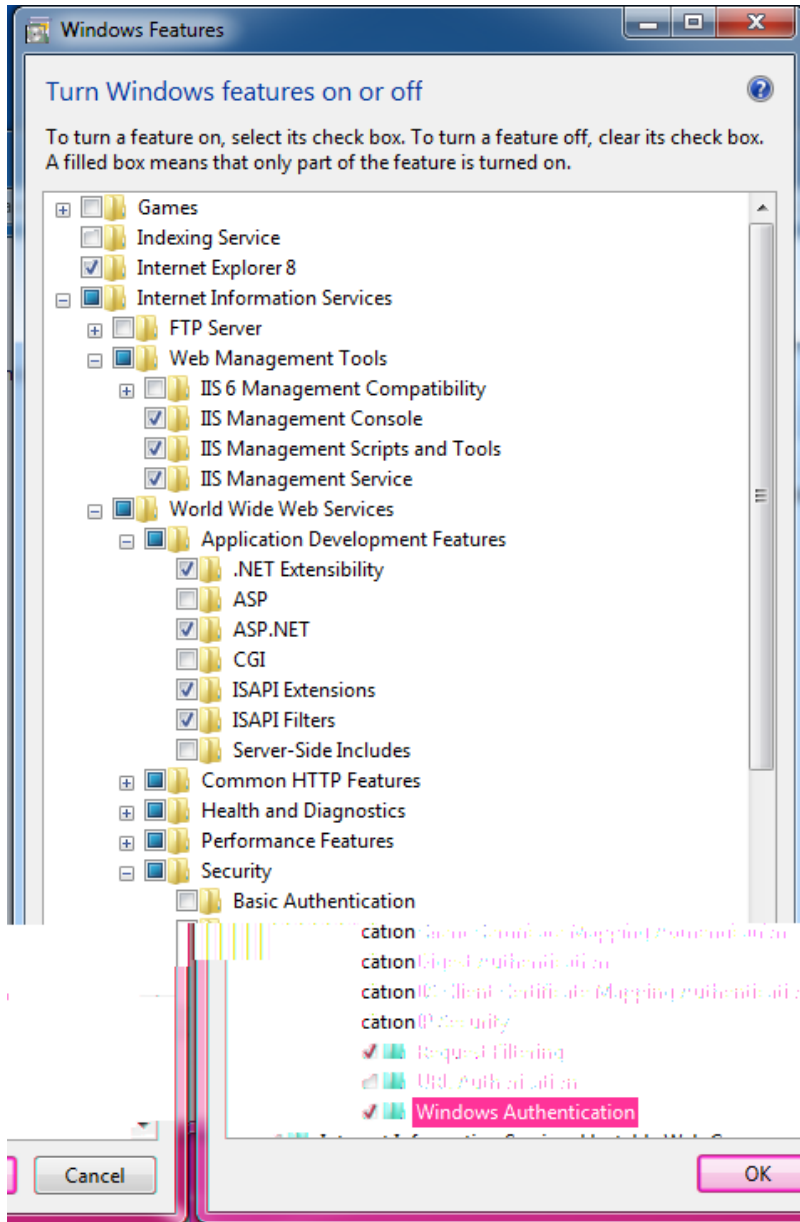 Windows Features
Turn Windows features on or off
To turn a feature on, select its check box. To turn a feature off, clear its check box.
A filled box means that only part of the feature is turned on.
Games
Indexing Service
Internet Explorer 8
Internet Information Services
FTP Server
Web Management Tools
IIS 6 Management Compatibility
IIS Management Console
IIS Management Scripts and Tools
IIS Management Service
World Wide Web Services
Application Development Features
.NET Extensibility
ASP
ASP.NET
CGI
ISAPI Extensions
ISAPI Filters
Server-Side Includes
Common HTTP Features
Health and Diagnostics
Performance Features
Security
Basic Authentication
cation
cation
cation
cation
Request Filtering
Windows Authentication
Cancel
OK